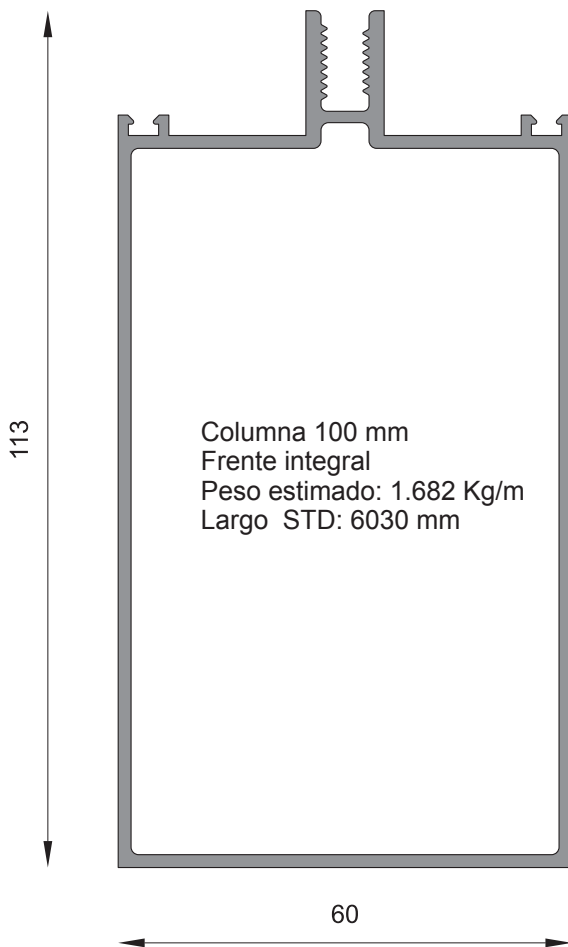 113
Columna 100 mm
Frente integral
Peso estimado: 1.682 Kg/m
Largo  STD: 6030 mm
60